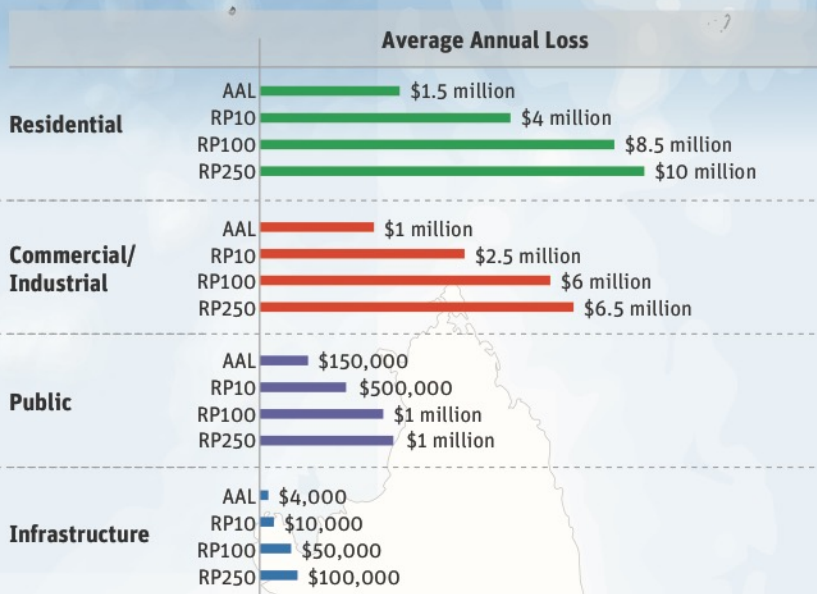 Average Annual Loss
Residential
AAL $1.5 million
RP10 $4 million
RP100 $8.5 million
RP250 $10 million
Commercial/
Industrial
AAL $1 million
RP10 $2.5 million
RP100 $6 million
RP250 $6.5 million
Public
AAL $150,000
RP10 $500,000
RP100 $1 million
RP250 $1 million
Infrastructure
AAL $4,000
RP10 $10,000
RP100 $50,000
RP250 $100,000